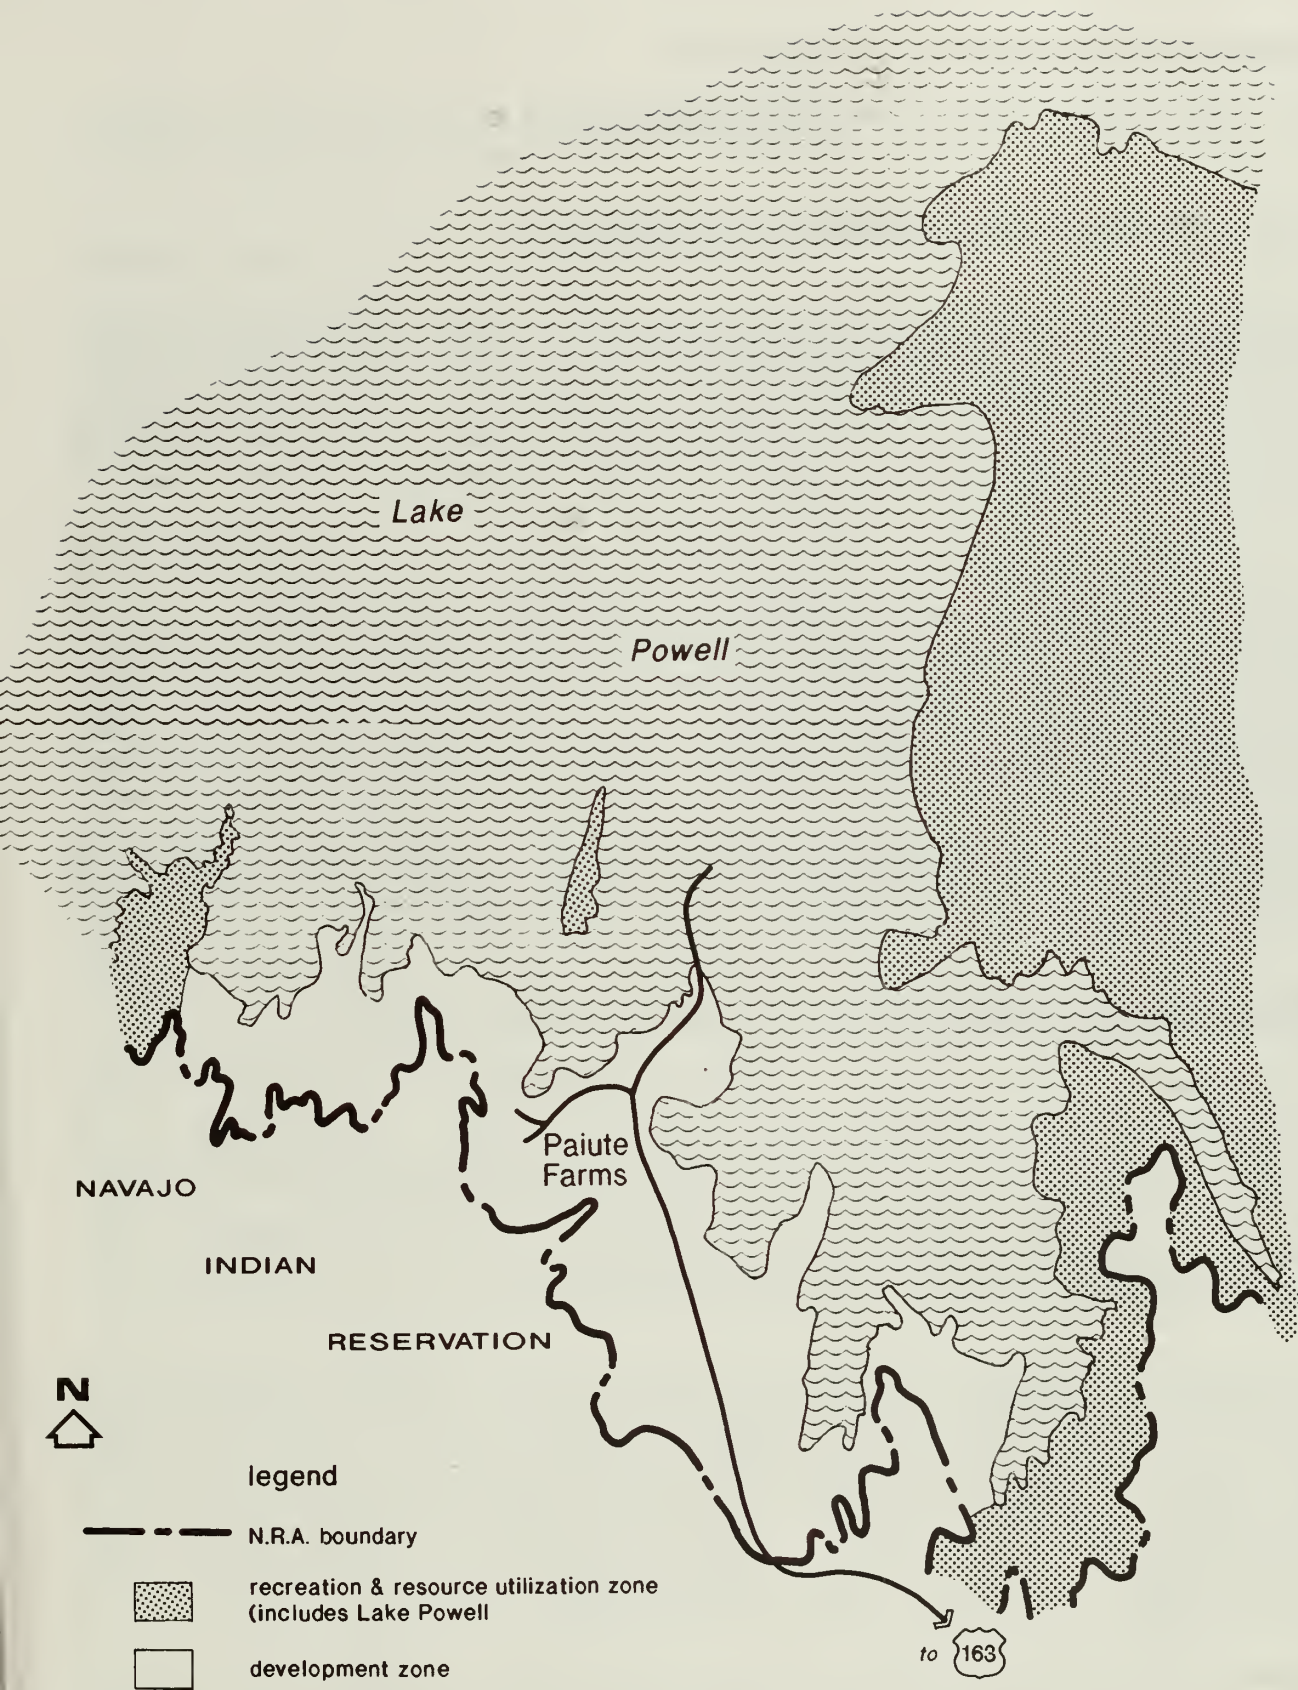 Lake
Powell
Paiute
Farms
NAVAJO
INDIAN
RESERVATION
N
legend
N.R.A. boundary
recreation & resource utilization zone
(includes Lake Powell
development zone
to 163